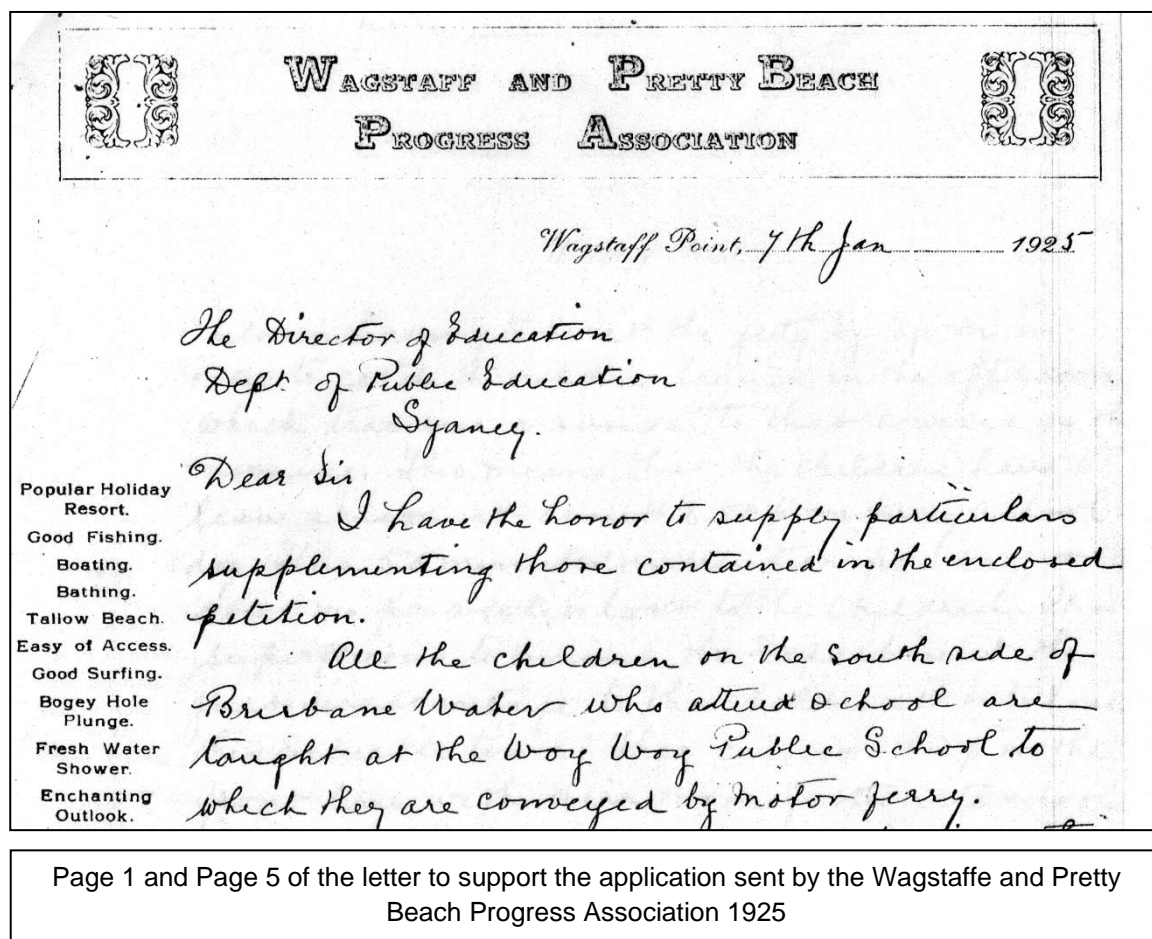 WAGSTAFF AND PRETTY BEACH
PROGRESS ASSOCIATION
Wagstaff Point, 7th Jan 1925
The Director of Education
Dept. of Public Education
Sydney.
Dear Sir
I have the honor to supply particulars
supplementing those contained in the enclosed
petition.
All the children on the south side of
Brisbane Water who attend School are
taught at the Woy Woy Public School to
which they are conveyed by motor ferry.
Popular Holiday
Resort.
Good Fishing.
Boating.
Bathing.
Tallow Beach.
Easy of Access.
Good Surfing.
Bogey Hole
Plunge.
Fresh Water
Shower.
Enchanting
Outlook.
Page 1 and Page 5 of the letter to support the application sent by the Wagstaffe and Pretty
Beach Progress Association 1925